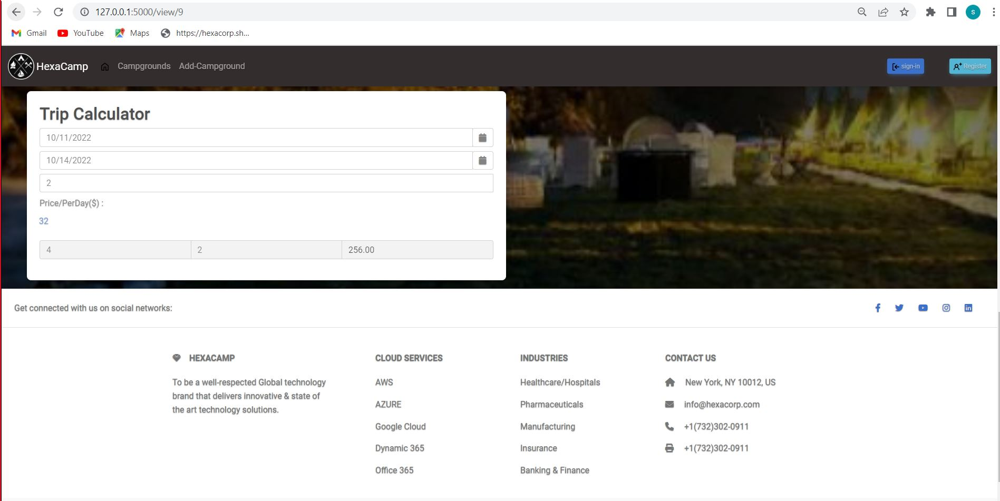 127.0.0.1:5000/view/9
S
Gmail YouTube Maps https://hexacorp.sh...
HexaCamp Campgrounds Add-Campground sign-in Register
Trip Calculator
10/11/2022
10/14/2022
2
Price/PerDay($) :
32
4 2 256.00
Get connected with us on social networks:
HEXACAMP
To be a well-respected Global technology
brand that delivers innovative & state of
the art technology solutions.
CLOUD SERVICES
AWS
AZURE
Google Cloud
Dynamic 365
Office 365
INDUSTRIES
Healthcare/Hospitals
Pharmaceuticals
Manufacturing
Insurance
Banking & Finance
CONTACT US
New York, NY 10012, US
info@hexacorp.com
+1(732)302-0911
+1(732)302-0911